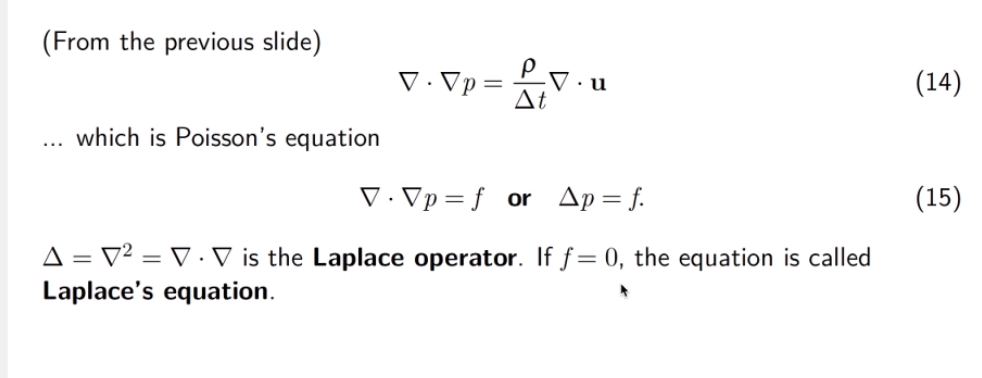 (From the previous slide)
∇ · ∇p = ρ/Δt ∇ · u (14)
... which is Poisson's equation
∇ · ∇p = f or Δp = f. (15)
Δ = ∇² = ∇ · ∇ is the Laplace operator. If f = 0, the equation is called
Laplace's equation.